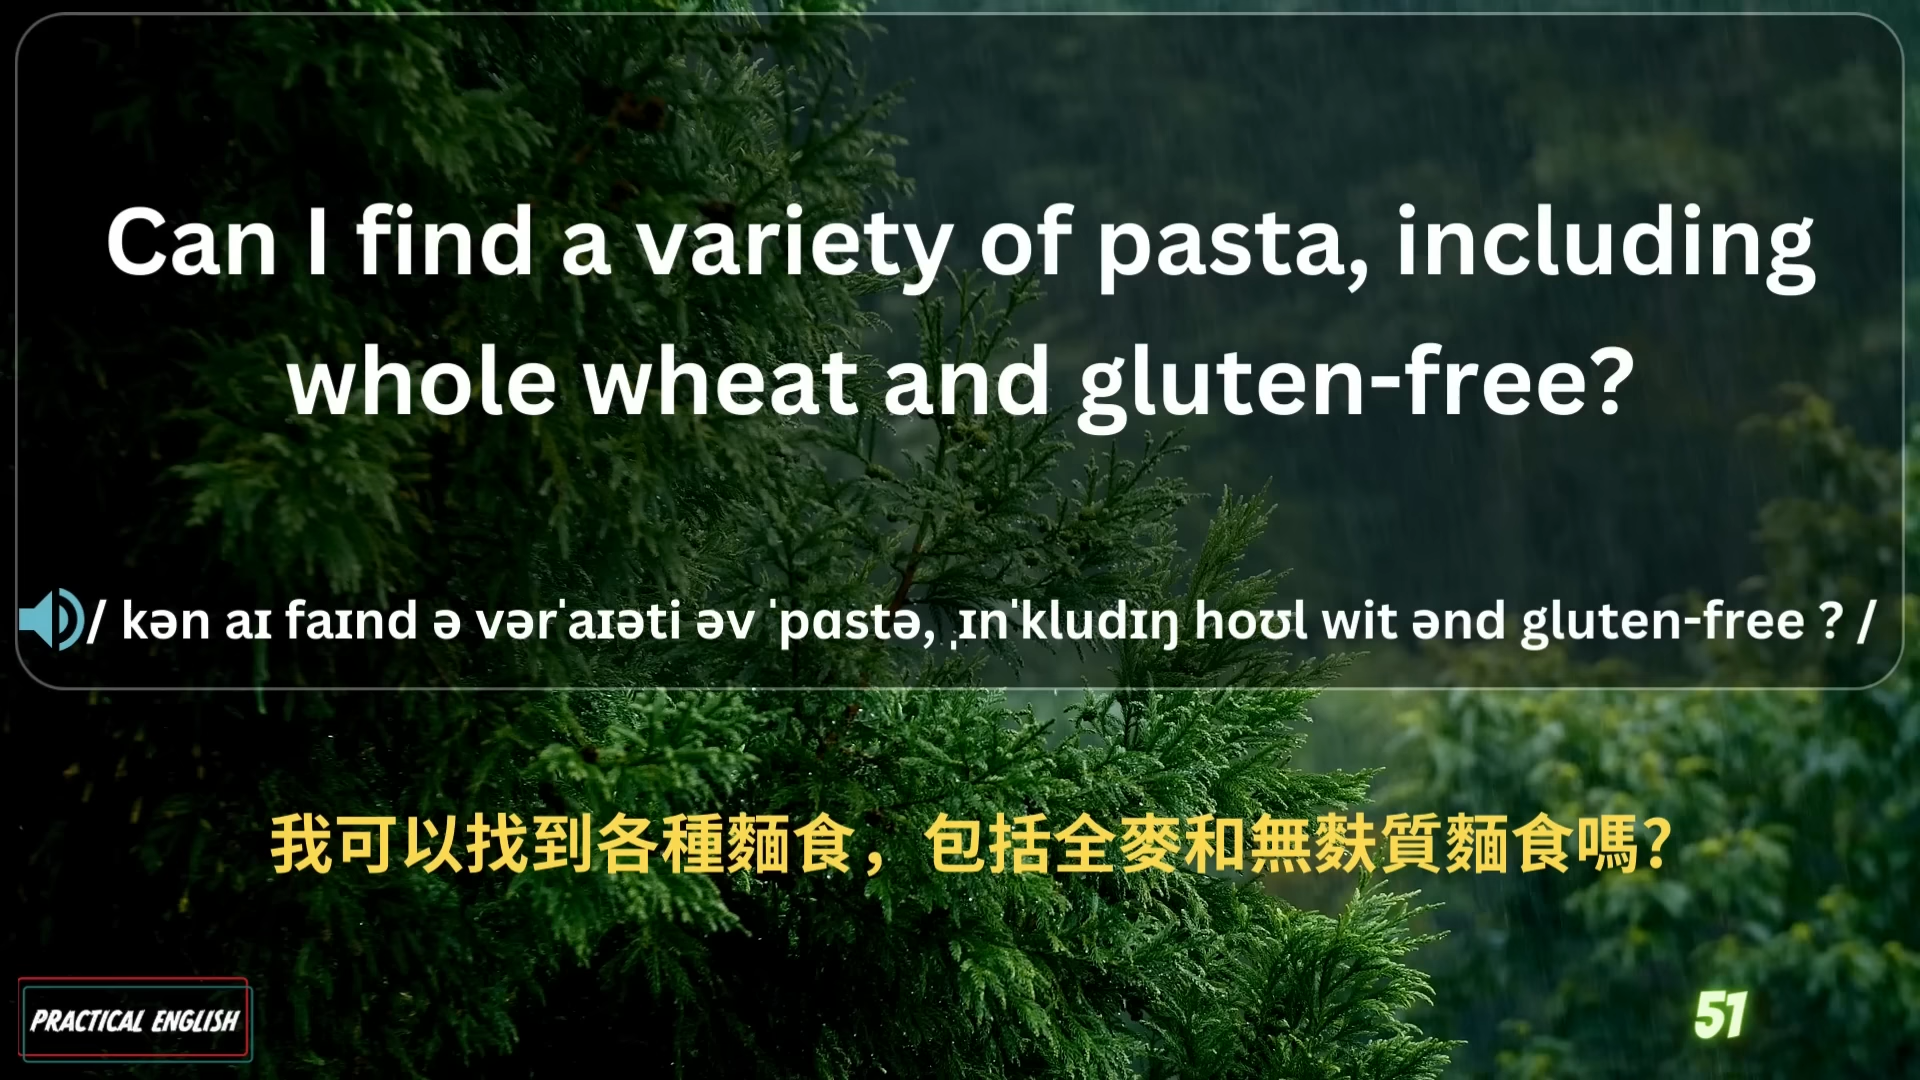 Can I find a variety of pasta, including
whole wheat and gluten-free?
/ kən aɪ faɪnd ə vərˈaɪəti əv ˈpɑstə, ˌɪnˈkludɪŋ hoʊl wit ənd gluten-free ? /
我可以找到各種麵食，包括全麥和無麩質麵食嗎?
PRACTICAL ENGLISH
51